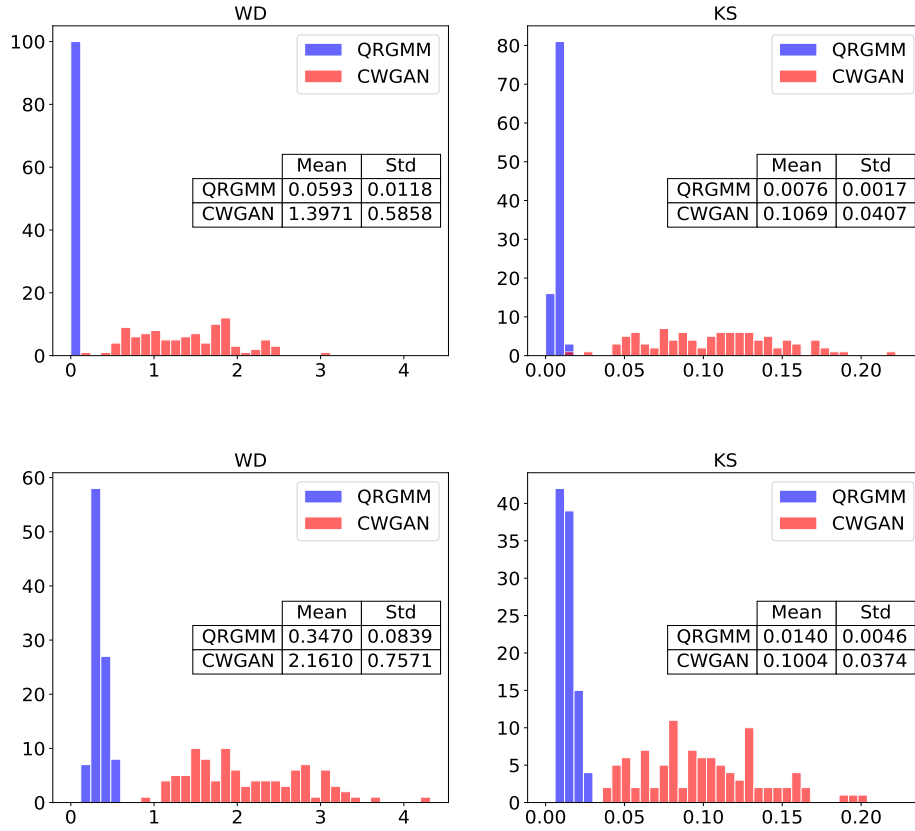 WD
100
80
60
40
20
0
0 1 2 3 4
QRGMM
CWGAN
Mean Std
QRGMM 0.0593 0.0118
CWGAN 1.3971 0.5858
KS
80
70
60
50
40
30
20
10
0
0.00 0.05 0.10 0.15 0.20
QRGMM
CWGAN
Mean Std
QRGMM 0.0076 0.0017
CWGAN 0.1069 0.0407
WD
60
50
40
30
20
10
0
0 1 2 3 4
QRGMM
CWGAN
Mean Std
QRGMM 0.3470 0.0839
CWGAN 2.1610 0.7571
KS
40
35
30
25
20
15
10
5
0
0.00 0.05 0.10 0.15 0.20
QRGMM
CWGAN
Mean Std
QRGMM 0.0140 0.0046
CWGAN 0.1004 0.0374